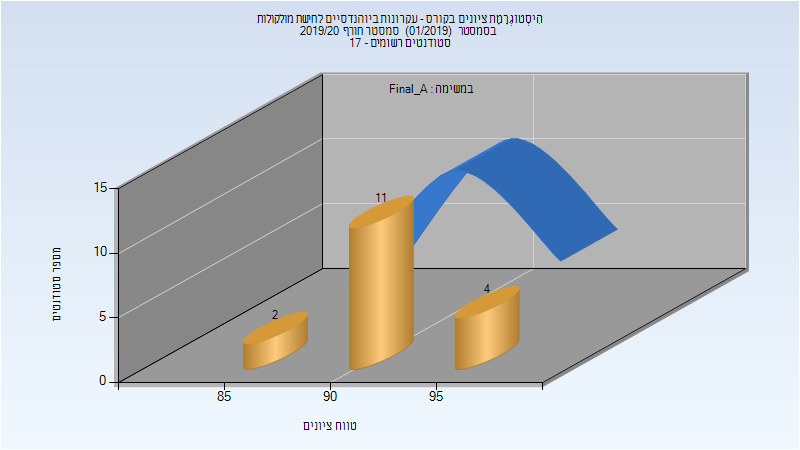 היסטוגרמת ציונים בקורס - עקרונות ביוהנדסיים לחישת מולקולות
בסמסטר (01/2019) סמסטר חורף 2019/20
סטודנטים רשומים - 17
במשימה : Final_A
מספר סטודנטים
15
10
5
0
2
11
4
85
90
95
טווח ציונים